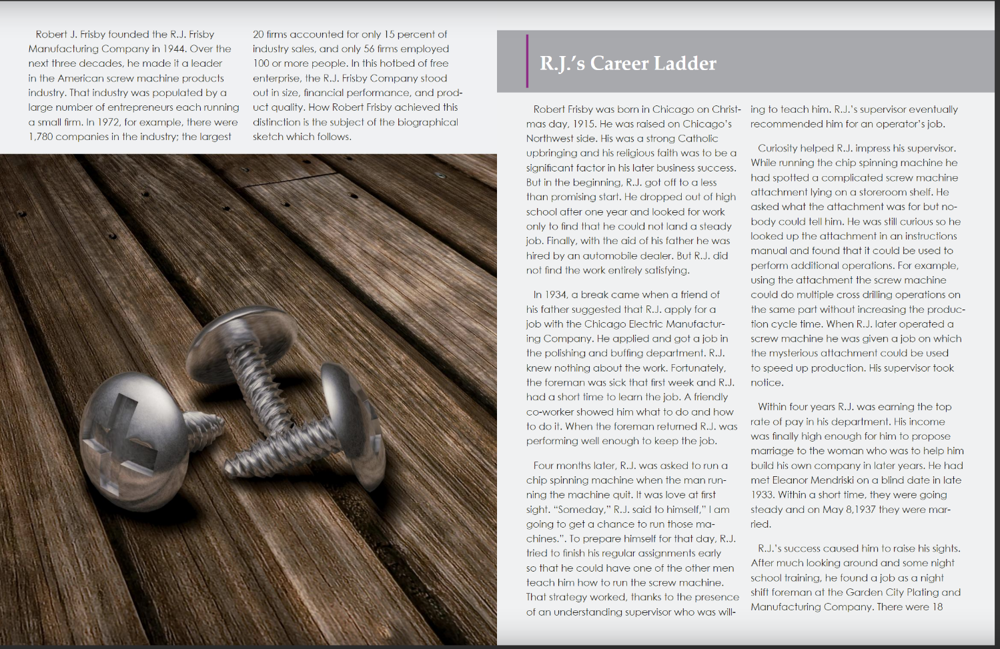 Robert J. Frisby founded the R.J. Frisby
Manufacturing Company in 1944. Over the
next three decades, he made it a leader
in the American screw machine products
industry. That industry was populated by a
large number of entrepreneurs each running
a small firm. In 1972, for example, there were
1,780 companies in the industry; the largest
20 firms accounted for only 15 percent of
industry sales, and only 56 firms employed
100 or more people. In this hotbed of free
enterprise, the R.J. Frisby Company stood
out in size, financial performance, and prod-
uct quality. How Robert Frisby achieved this
distinction is the subject of the biographical
sketch which follows.
R.J.'s Career Ladder
Robert Frisby was born in Chicago on Christ-
mas day, 1915. He was raised on Chicago's
Northwest side. His was a strong Catholic
upbringing and his religious faith was to be a
significant factor in his later business success.
But in the beginning, R.J. got off to a less
than promising start. He dropped out of high
school after one year and looked for work
only to find that he could not land a steady
job. Finally, with the aid of his father he was
hired by an automobile dealer. But R.J. did
not find the work entirely satisfying.
In 1934, a break came when a friend of
his father suggested that R.J. apply for a
job with the Chicago Electric Manufactur-
ing Company. He applied and got a job in
the polishing and buffing department. R.J.
knew nothing about the work. Fortunately,
the foreman was sick that first week and R.J.
had a short time to learn the job. A friendly
co-worker showed him what to do and how
to do it. When the foreman returned R.J. was
performing well enough to keep the job.
Four months later, R.J. was asked to run a
chip spinning machine when the man run-
ning the machine quit. It was love at first
sight. "Someday," R.J. said to himself," I am
going to get a chance to run those ma-
chines.". To prepare himself for that day, R.J.
tried to finish his regular assignments early
so that he could have one of the other men
teach him how to run the screw machine.
That strategy worked, thanks to the presence
of an understanding supervisor who was will-
ing to teach him. R.J.'s supervisor eventually
recommended him for an operator's job.
Curiosity helped R.J. impress his supervisor.
While running the chip spinning machine he
had spotted a complicated screw machine
attachment lying on a storeroom shelf. He
asked what the attachment was for but no-
body could tell him. He was still curious so he
looked up the attachment in an instructions
manual and found that it could be used to
perform additional operations. For example,
using the attachment the screw machine
could do multiple cross drilling operations on
the same part without increasing the produc-
tion cycle time. When R.J. later operated a
screw machine he was given a job on which
the mysterious attachment could be used
to speed up production. His supervisor took
notice.
Within four years R.J. was earning the top
rate of pay in his department. His income
was finally high enough for him to propose
marriage to the woman who was to help him
build his own company in later years. He had
met Eleanor Mendriski on a blind date in late
1933. Within a short time, they were going
steady and on May 8,1937 they were mar-
ried.
R.J.'s success caused him to raise his sights.
After much looking around and some night
school training, he found a job as a night
shift foreman at the Garden City Plating and
Manufacturing Company. There were 18